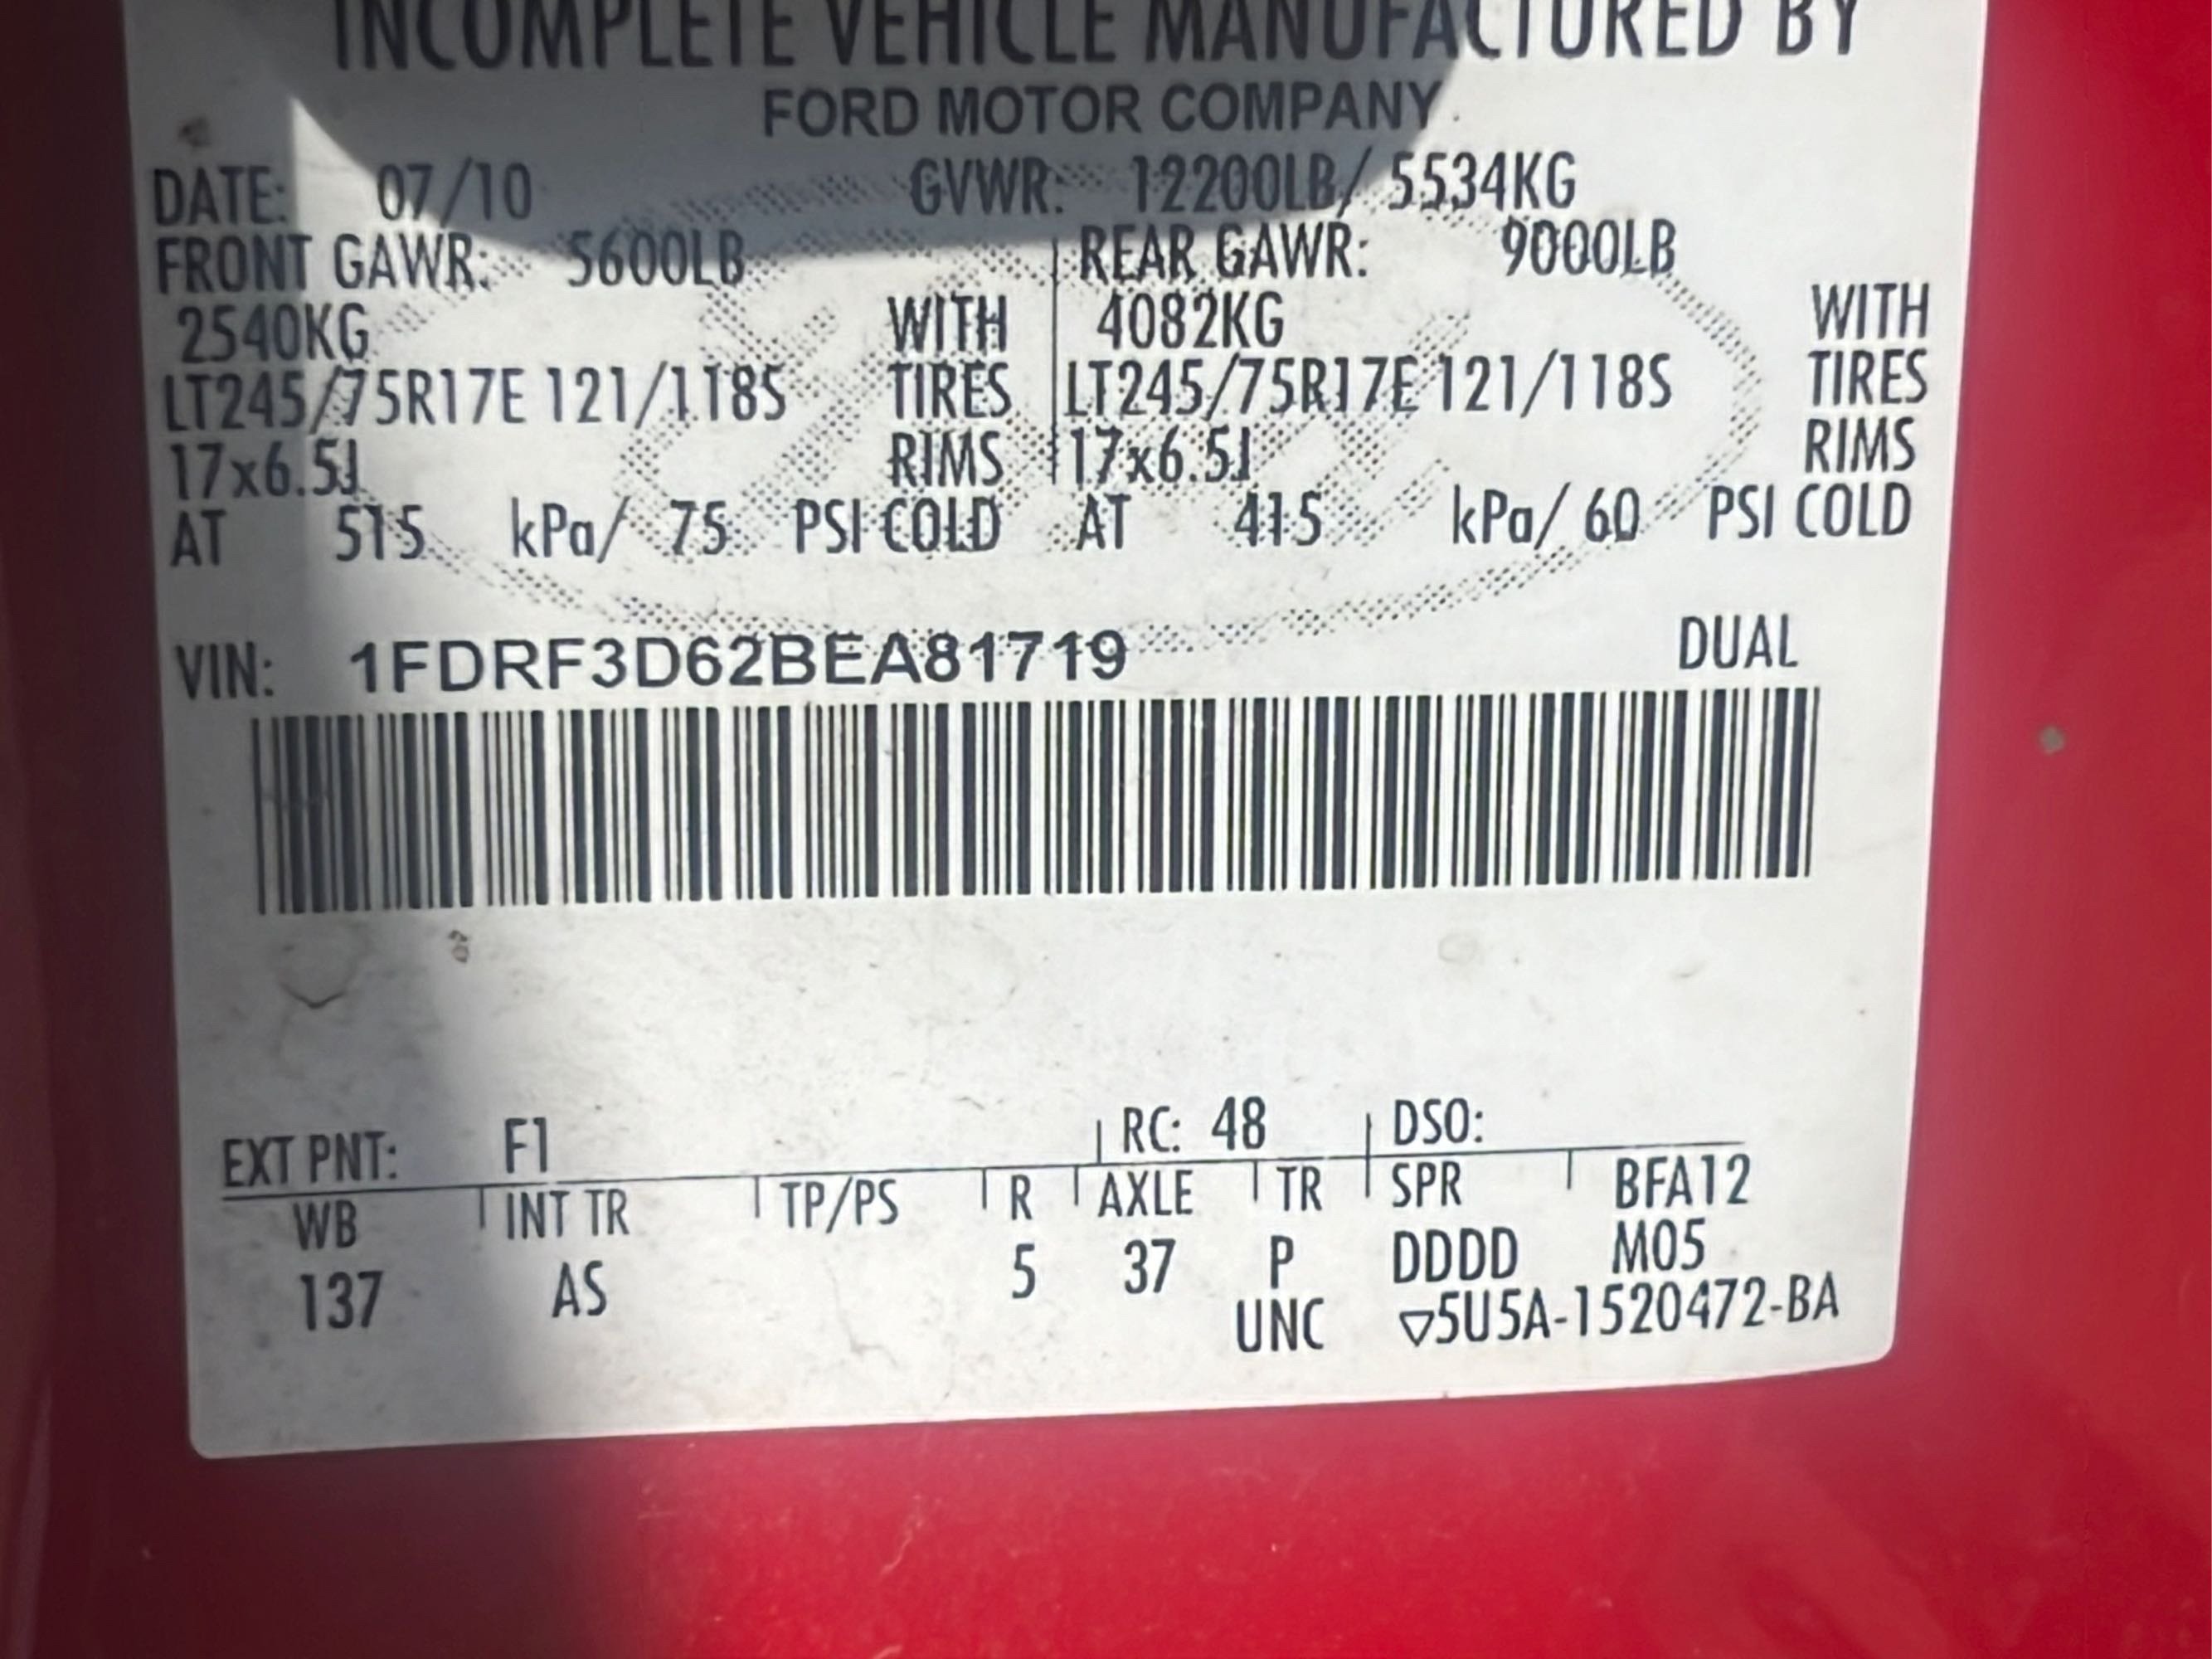 INCOMPLETE VEHICLE MANUFACTURED BY
FORD MOTOR COMPANY
DATE: 07/10 GVWR: 12200LB/ 5534KG
FRONT GAWR: 5600LB REAR GAWR: 9000LB
2540KG WITH 4082KG WITH
LT245/75R17E 121/118S TIRES LT245/75R17E 121/118S TIRES
17x6.5J RIMS 17x6.5J RIMS
AT 515 kPa/ 75 PSI COLD AT 415 kPa/ 60 PSI COLD
VIN: 1FDRF3D62BEA81719 DUAL
EXT PNT: F1 RC: 48 DSO:
WB INT TR TP/PS R AXLE TR SPR BFA12
137 AS 5 37 P DDDD M05
UNC ▽5U5A-1520472-BA